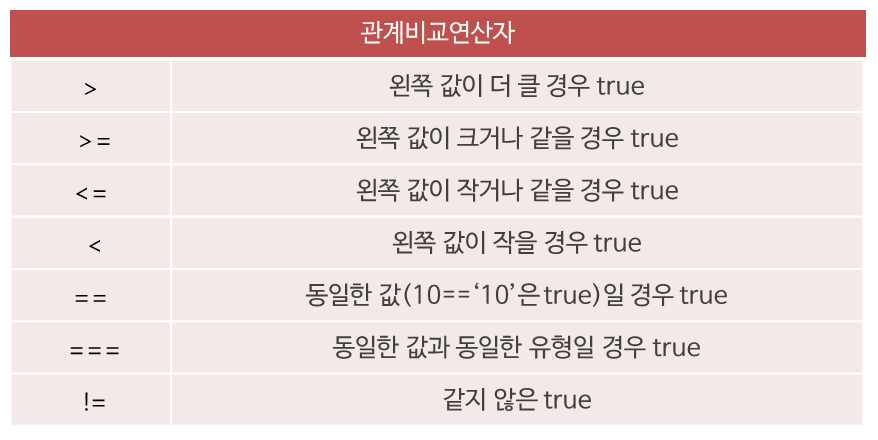 관계비교연산자
> 왼쪽 값이 더 클 경우 true
>= 왼쪽 값이 크거나 같을 경우 true
<= 왼쪽 값이 작거나 같을 경우 true
< 왼쪽 값이 작을 경우 true
== 동일한 값(10==‘10’은true)일 경우 true
=== 동일한 값과 동일한 유형일 경우 true
!= 같지 않은 true